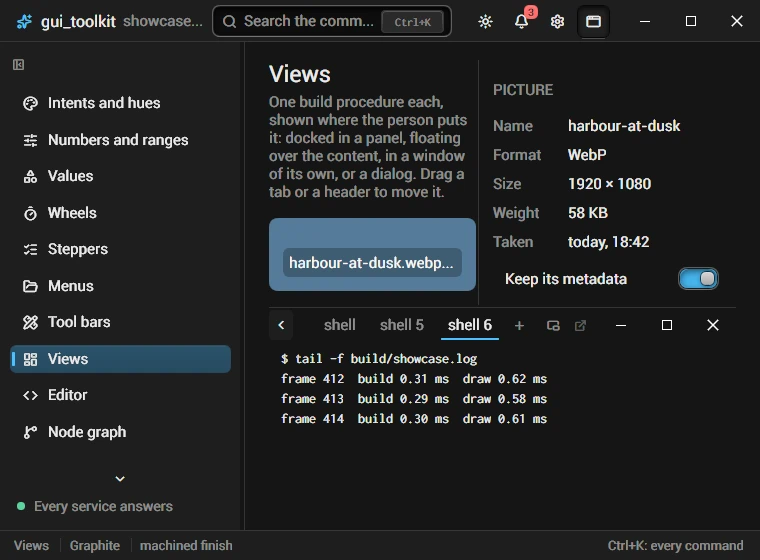 gui_toolkit showcase... Search the comm... Ctrl+K 3
Intents and hues
Numbers and ranges
Values
Wheels
Steppers
Menus
Tool bars
Views
Editor
Node graph
Every service answers
Views
One build procedure each,
shown where the person puts
it: docked in a panel, floating
over the content, in a window
of its own, or a dialog. Drag a
tab or a header to move it.
harbour-at-dusk.webp...
PICTURE
Name harbour-at-dusk
Format WebP
Size 1920 × 1080
Weight 58 KB
Taken today, 18:42
Keep its metadata
shell shell 5 shell 6
$ tail -f build/showcase.log
frame 412 build 0.31 ms draw 0.62 ms
frame 413 build 0.29 ms draw 0.58 ms
frame 414 build 0.30 ms draw 0.61 ms
Views Graphite machined finish Ctrl+K: every command